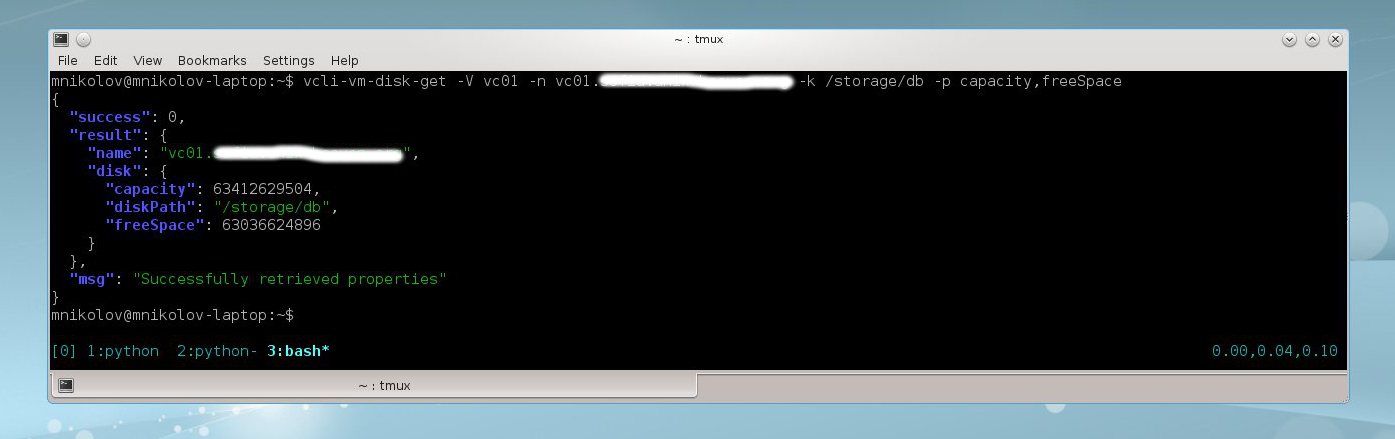 ~ : tmux
File Edit View Bookmarks Settings Help
mnikolov@mnikolov-laptop:~$ vcli-vm-disk-get -V vc01 -n vc01. -k /storage/db -p capacity,freeSpace
{
  "success": 0,
  "result": {
    "name": "vc01.",
    "disk": {
      "capacity": 63412629504,
      "diskPath": "/storage/db",
      "freeSpace": 63036624896
    }
  },
  "msg": "Successfully retrieved properties"
}
mnikolov@mnikolov-laptop:~$
[0] 1:python  2:python- 3:bash* 0.00,0.04,0.10
~ : tmux